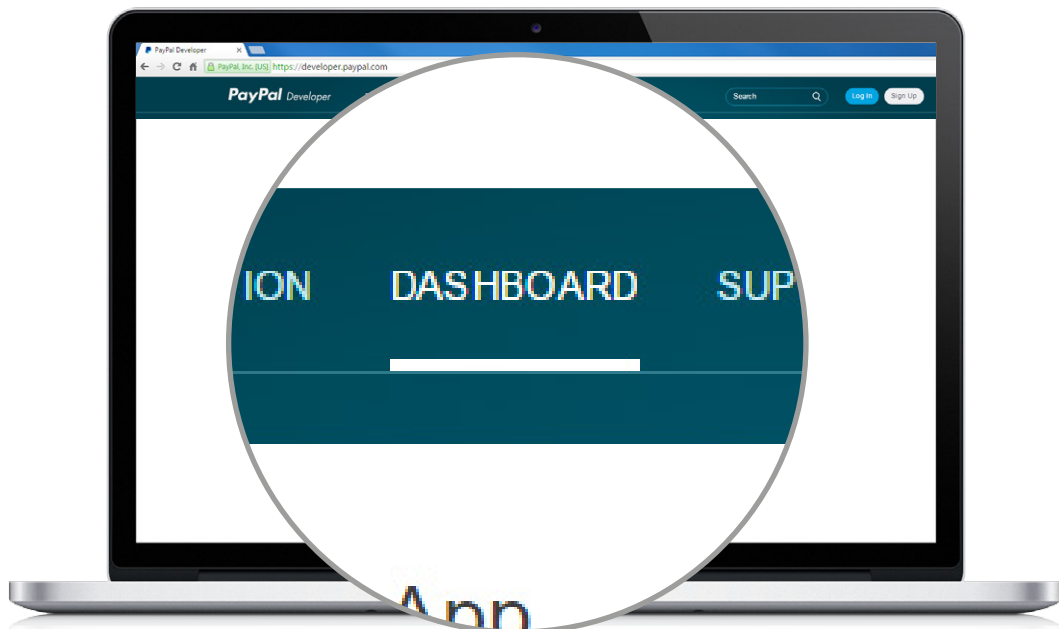 PayPal Developer
PayPal, Inc. [US] https://developer.paypal.com
PayPal Developer
Search
Log In
Sign Up
ION DASHBOARD SUP
App